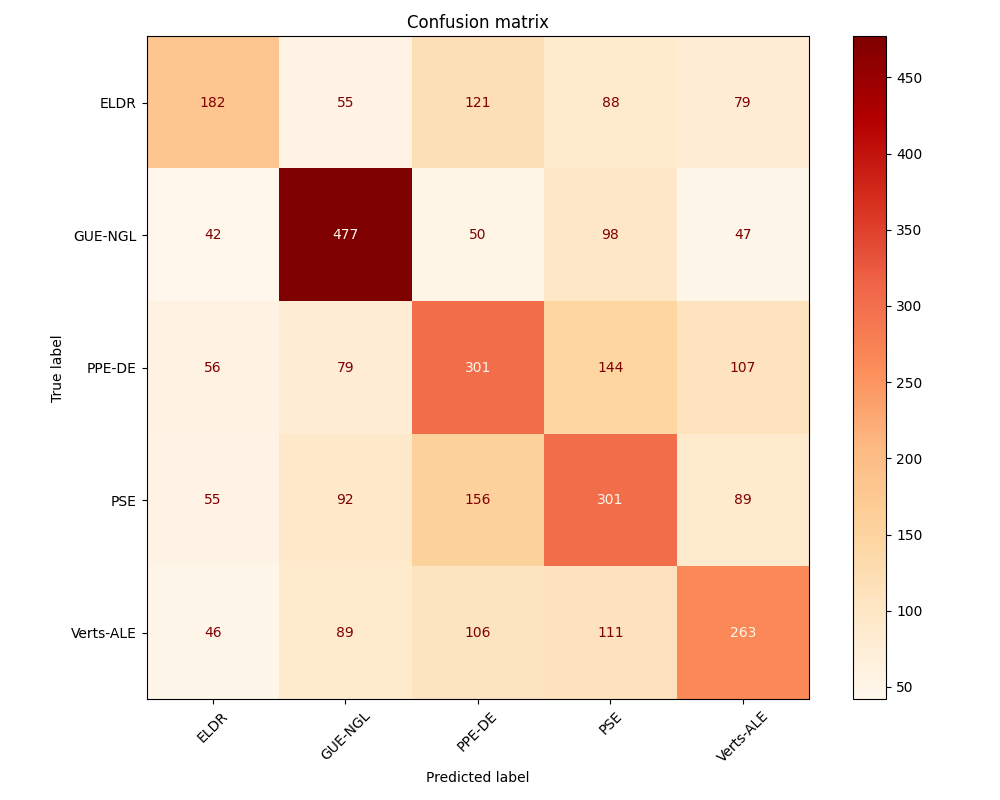 Confusion matrix
ELDR 182 55 121 88 79
GUE-NGL 42 477 50 98 47
PPE-DE 56 79 301 144 107
PSE 55 92 156 301 89
Verts-ALE 46 89 106 111 263
ELDR GUE-NGL PPE-DE PSE Verts-ALE
Predicted label
True label
450
400
350
300
250
200
150
100
50